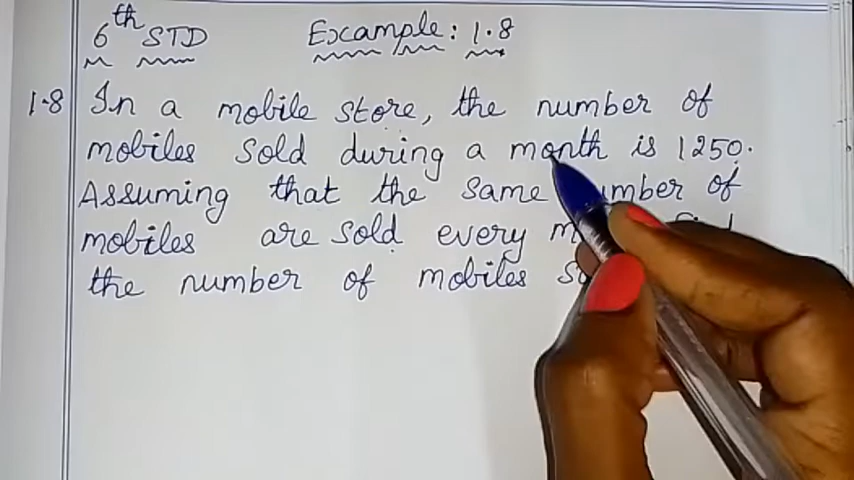 6th STD Example: 1.8
1.8 In a mobile store, the number of
mobiles sold during a month is 1250.
Assuming that the same number of
mobiles are sold every
the number of mobiles